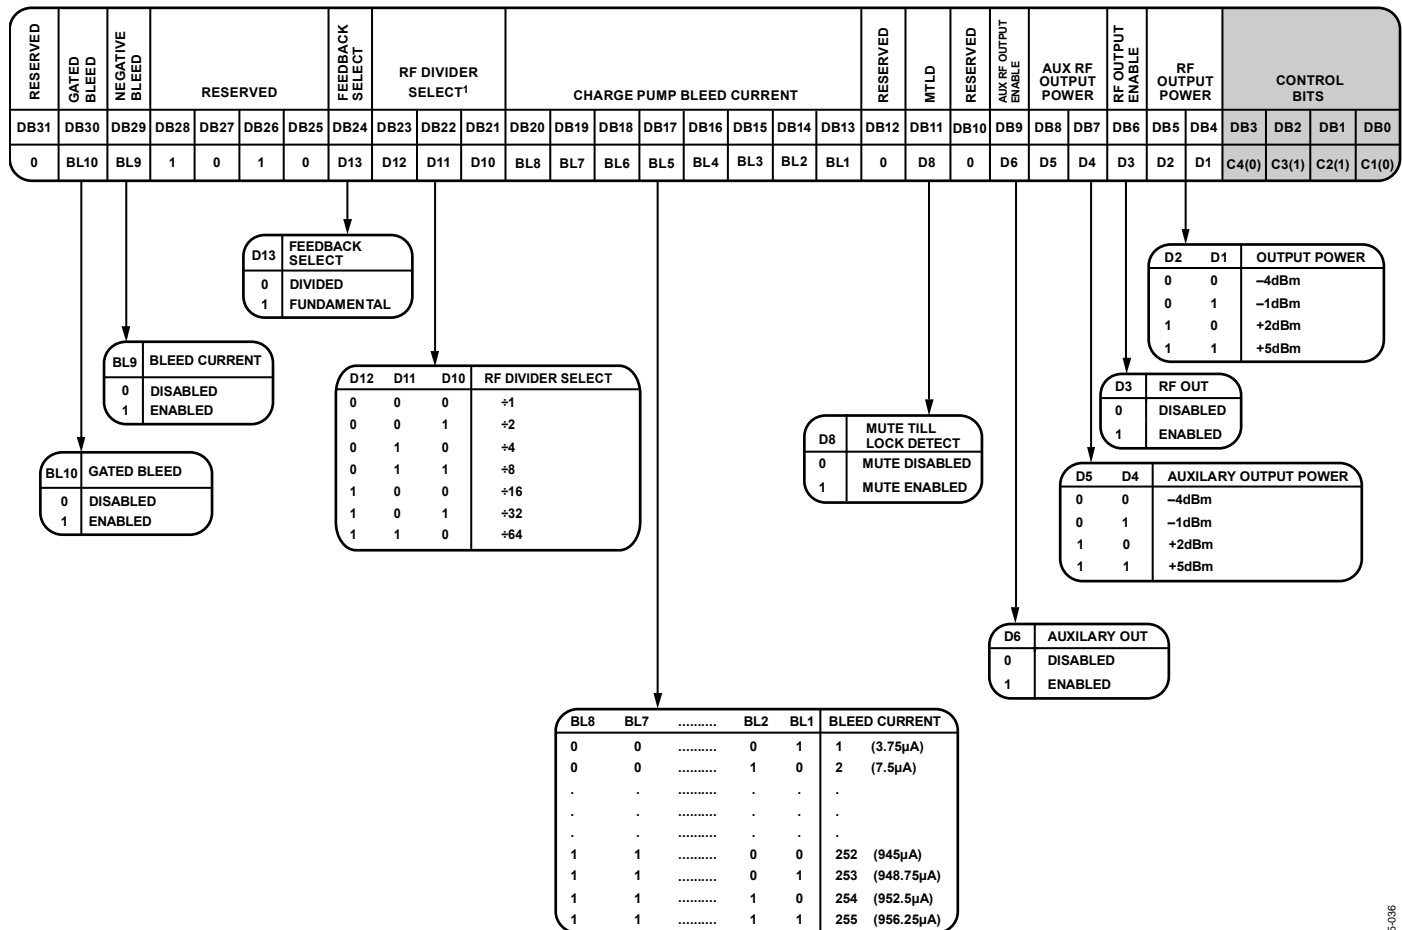 RESERVED
GATED BLEED
NEGATIVE BLEED
RESERVED
FEEDBACK SELECT
RF DIVIDER SELECT1
CHARGE PUMP BLEED CURRENT
RESERVED
MTLD
RESERVED
AUX RF OUTPUT ENABLE
AUX RF OUTPUT POWER
RF OUTPUT ENABLE
RF OUTPUT POWER
CONTROL BITS
DB31 DB30 DB29 DB28 DB27 DB26 DB25 DB24 DB23 DB22 DB21 DB20 DB19 DB18 DB17 DB16 DB15 DB14 DB13 DB12 DB11 DB10 DB9 DB8 DB7 DB6 DB5 DB4 DB3 DB2 DB1 DB0
0 BL10 BL9 1 0 1 0 D13 D12 D11 D10 BL8 BL7 BL6 BL5 BL4 BL3 BL2 BL1 0 D8 0 D6 D5 D4 D3 D2 D1 C4(0) C3(1) C2(1) C1(0)
D13 FEEDBACK SELECT
0 DIVIDED
1 FUNDAMENTAL
D2 D1 OUTPUT POWER
0 0 –4dBm
0 1 –1dBm
1 0 +2dBm
1 1 +5dBm
BL9 BLEED CURRENT
0 DISABLED
1 ENABLED
D12 D11 D10 RF DIVIDER SELECT
0 0 0 ÷1
0 0 1 ÷2
0 1 0 ÷4
0 1 1 ÷8
1 0 0 ÷16
1 0 1 ÷32
1 1 0 ÷64
D3 RF OUT
0 DISABLED
1 ENABLED
D8 MUTE TILL LOCK DETECT
0 MUTE DISABLED
1 MUTE ENABLED
BL10 GATED BLEED
0 DISABLED
1 ENABLED
D5 D4 AUXILARY OUTPUT POWER
0 0 –4dBm
0 1 –1dBm
1 0 +2dBm
1 1 +5dBm
D6 AUXILARY OUT
0 DISABLED
1 ENABLED
BL8 BL7 .......... BL2 BL1 BLEED CURRENT
0 0 .......... 0 1 1 (3.75µA)
0 0 .......... 1 0 2 (7.5µA)
. . .......... . . .
. . .......... . . .
. . .......... . . .
1 1 .......... 0 0 252 (945µA)
1 1 .......... 0 1 253 (948.75µA)
1 1 .......... 1 0 254 (952.5µA)
1 1 .......... 1 1 255 (956.25µA)